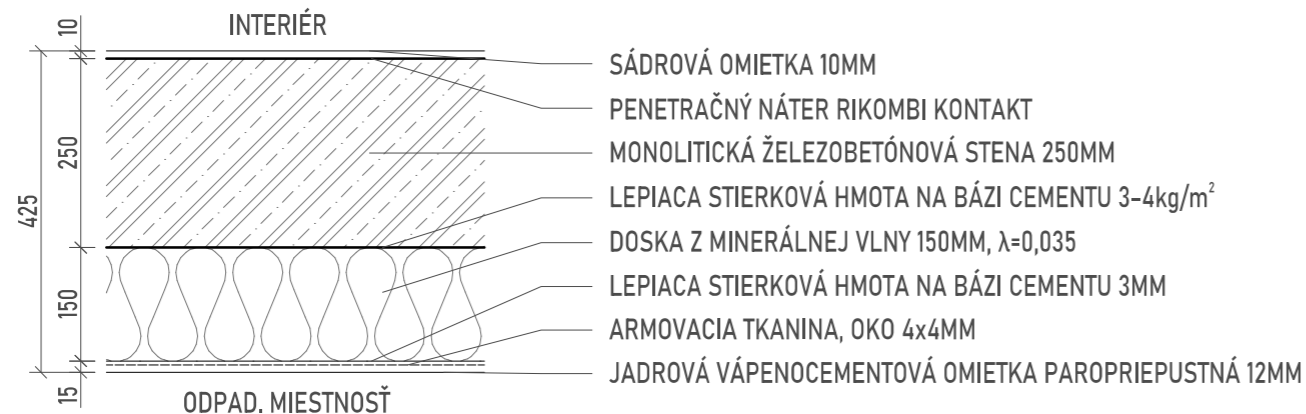 INTERIÉR
10
250
425
150
15
SÁDROVÁ OMIETKA 10MM
PENETRAČNÝ NÁTER RIKOMBI KONTAKT
MONOLITICKÁ ŽELEZOBETÓNOVÁ STENA 250MM
LEPIACA STIERKOVÁ HMOTA NA BÁZI CEMENTU 3-4kg/m²
DOSKA Z MINERÁLNEJ VLNY 150MM, λ=0,035
LEPIACA STIERKOVÁ HMOTA NA BÁZI CEMENTU 3MM
ARMOVACIA TKANINA, OKO 4x4MM
JADROVÁ VÁPENOCEMENTOVÁ OMIETKA PAROPRIEPUSTNÁ 12MM
ODPAD. MIESTNOSŤ